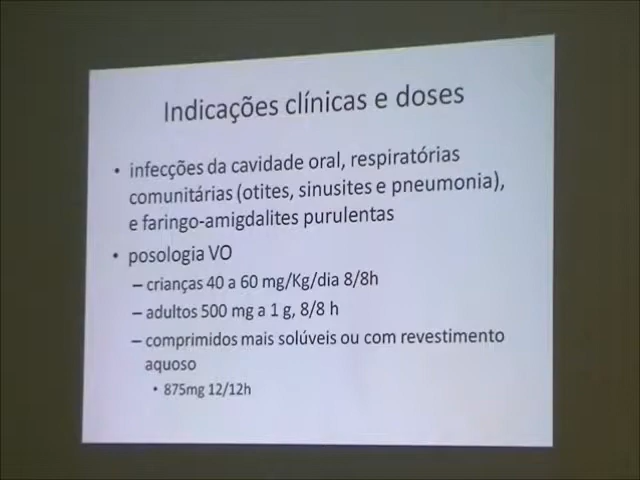 Indicações clínicas e doses
• infecções da cavidade oral, respiratórias
comunitárias (otites, sinusites e pneumonia),
e faringo-amigdalites purulentas
• posologia VO
– crianças 40 a 60 mg/Kg/dia 8/8h
– adultos 500 mg a 1 g, 8/8 h
– comprimidos mais solúveis ou com revestimento
aquoso
• 875mg 12/12h